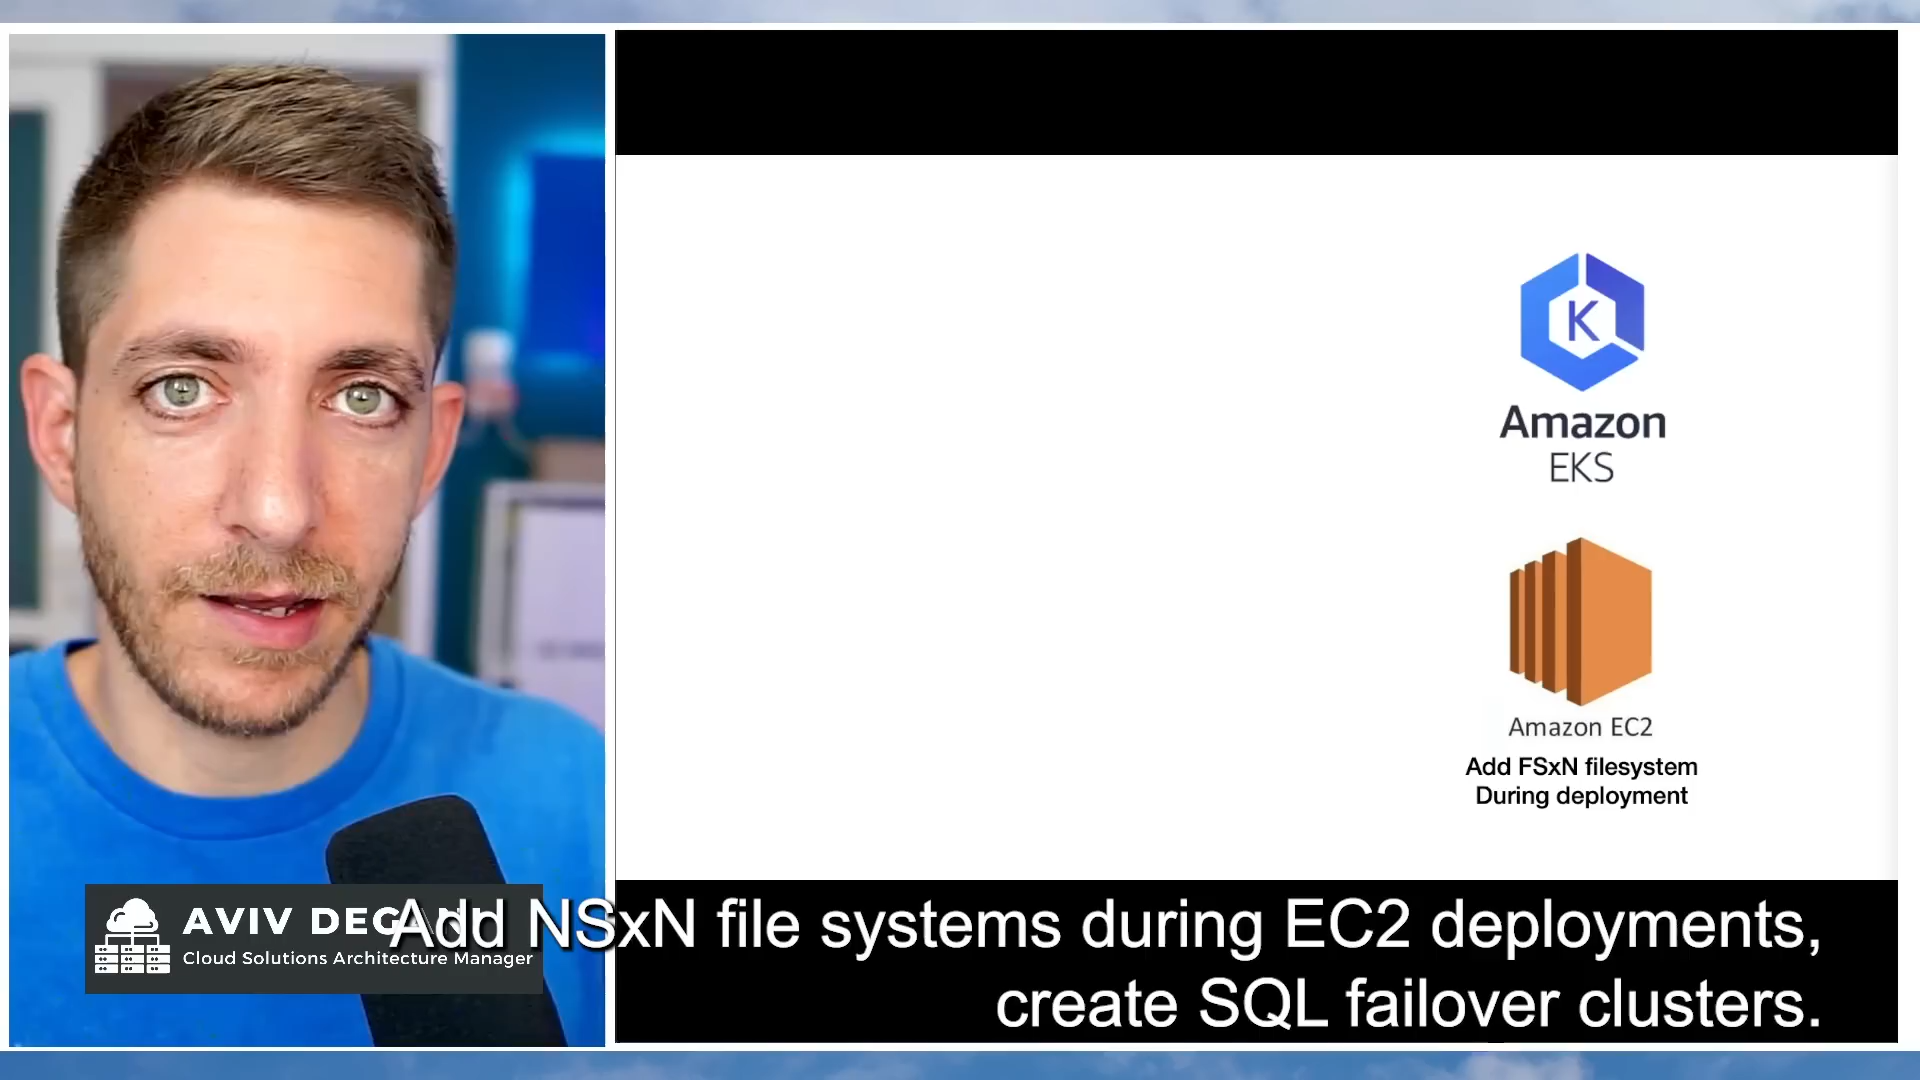 K
Amazon
EKS
Amazon EC2
Add FSxN filesystem
During deployment
AVIV
Cloud Solutions Architecture Manager
Add NSxN file systems during EC2 deployments,
create SQL failover clusters.